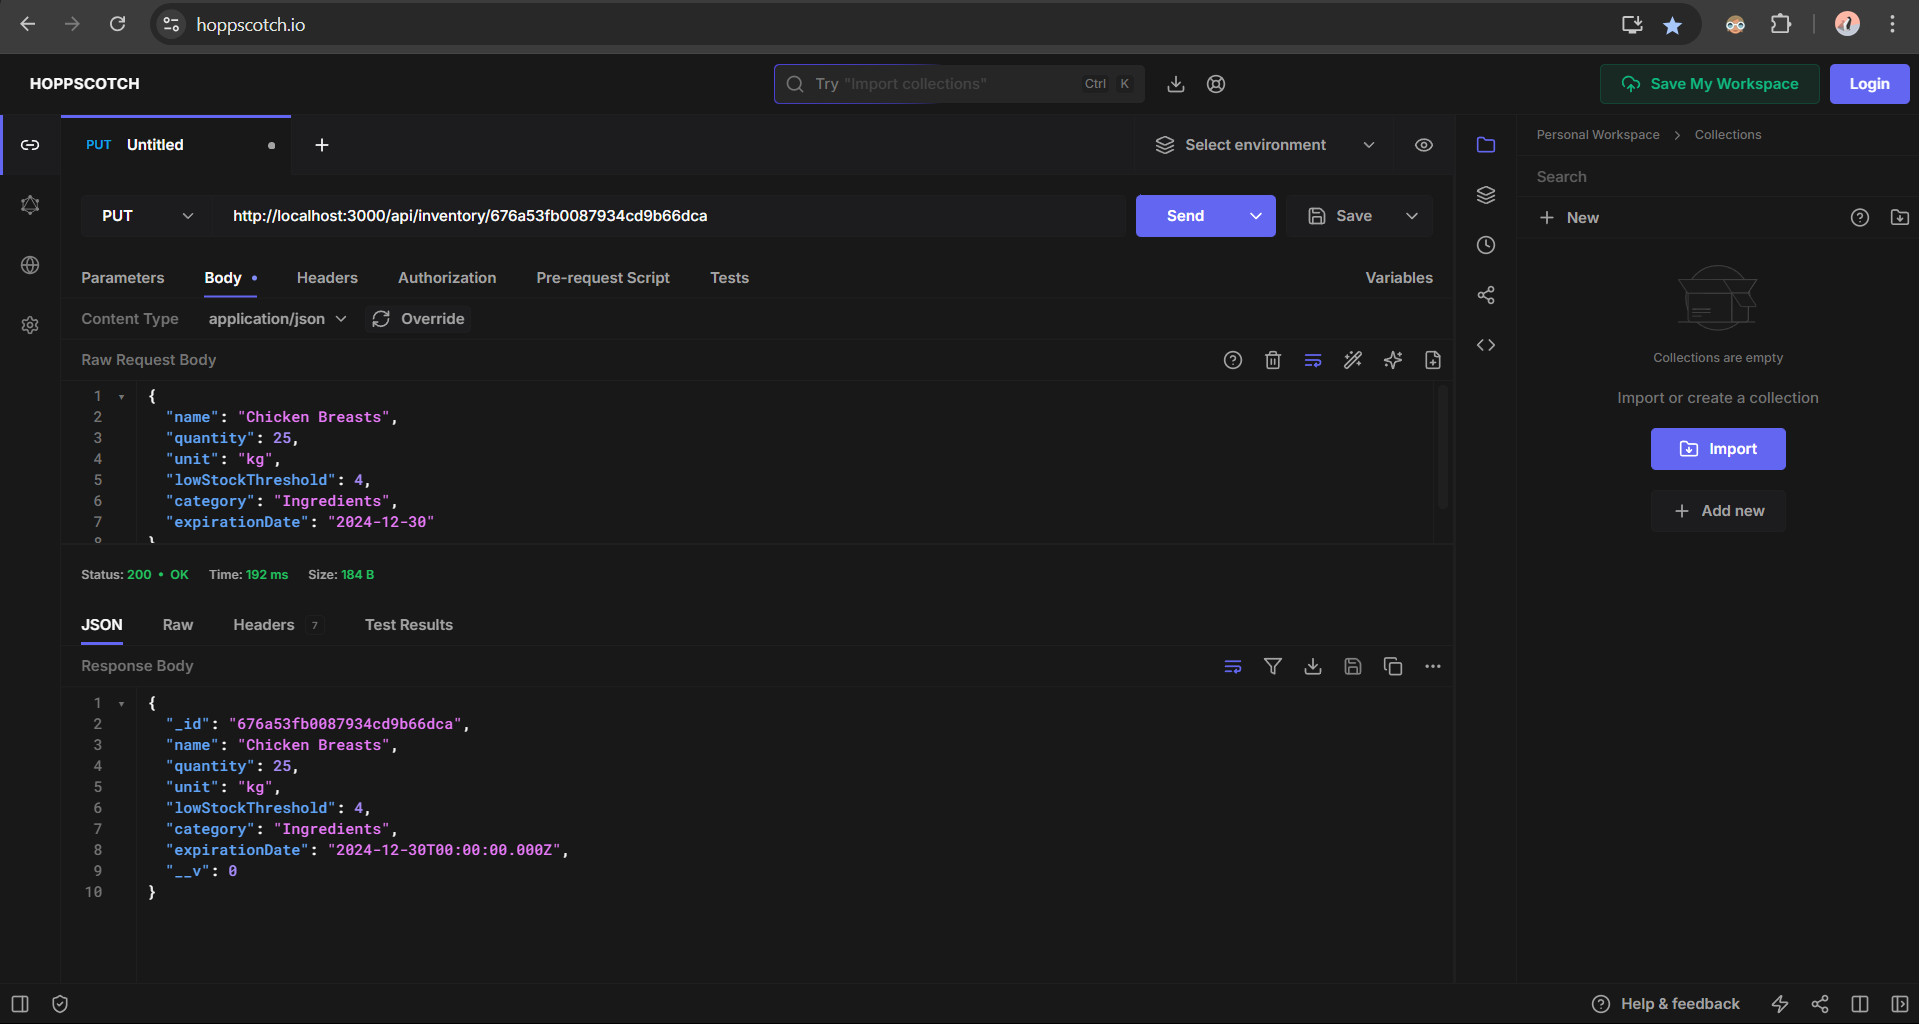 hoppscotch.io
HOPPSCOTCH
Try "Import collections"
Ctrl K
Save My Workspace
Login
PUT Untitled
Select environment
PUT
http://localhost:3000/api/inventory/676a53fb0087934cd9b66dca
Send
Save
Parameters
Body
Headers
Authorization
Pre-request Script
Tests
Variables
Content Type
application/json
Override
Raw Request Body
1 {
2 "name": "Chicken Breasts",
3 "quantity": 25,
4 "unit": "kg",
5 "lowStockThreshold": 4,
6 "category": "Ingredients",
7 "expirationDate": "2024-12-30"
8 }
Status: 200 • OK Time: 192 ms Size: 184 B
JSON
Raw
Headers 7
Test Results
Response Body
1 {
2 "_id": "676a53fb0087934cd9b66dca",
3 "name": "Chicken Breasts",
4 "quantity": 25,
5 "unit": "kg",
6 "lowStockThreshold": 4,
7 "category": "Ingredients",
8 "expirationDate": "2024-12-30T00:00:00.000Z",
9 "__v": 0
10 }
Personal Workspace > Collections
Search
New
Collections are empty
Import or create a collection
Import
Add new
Help & feedback